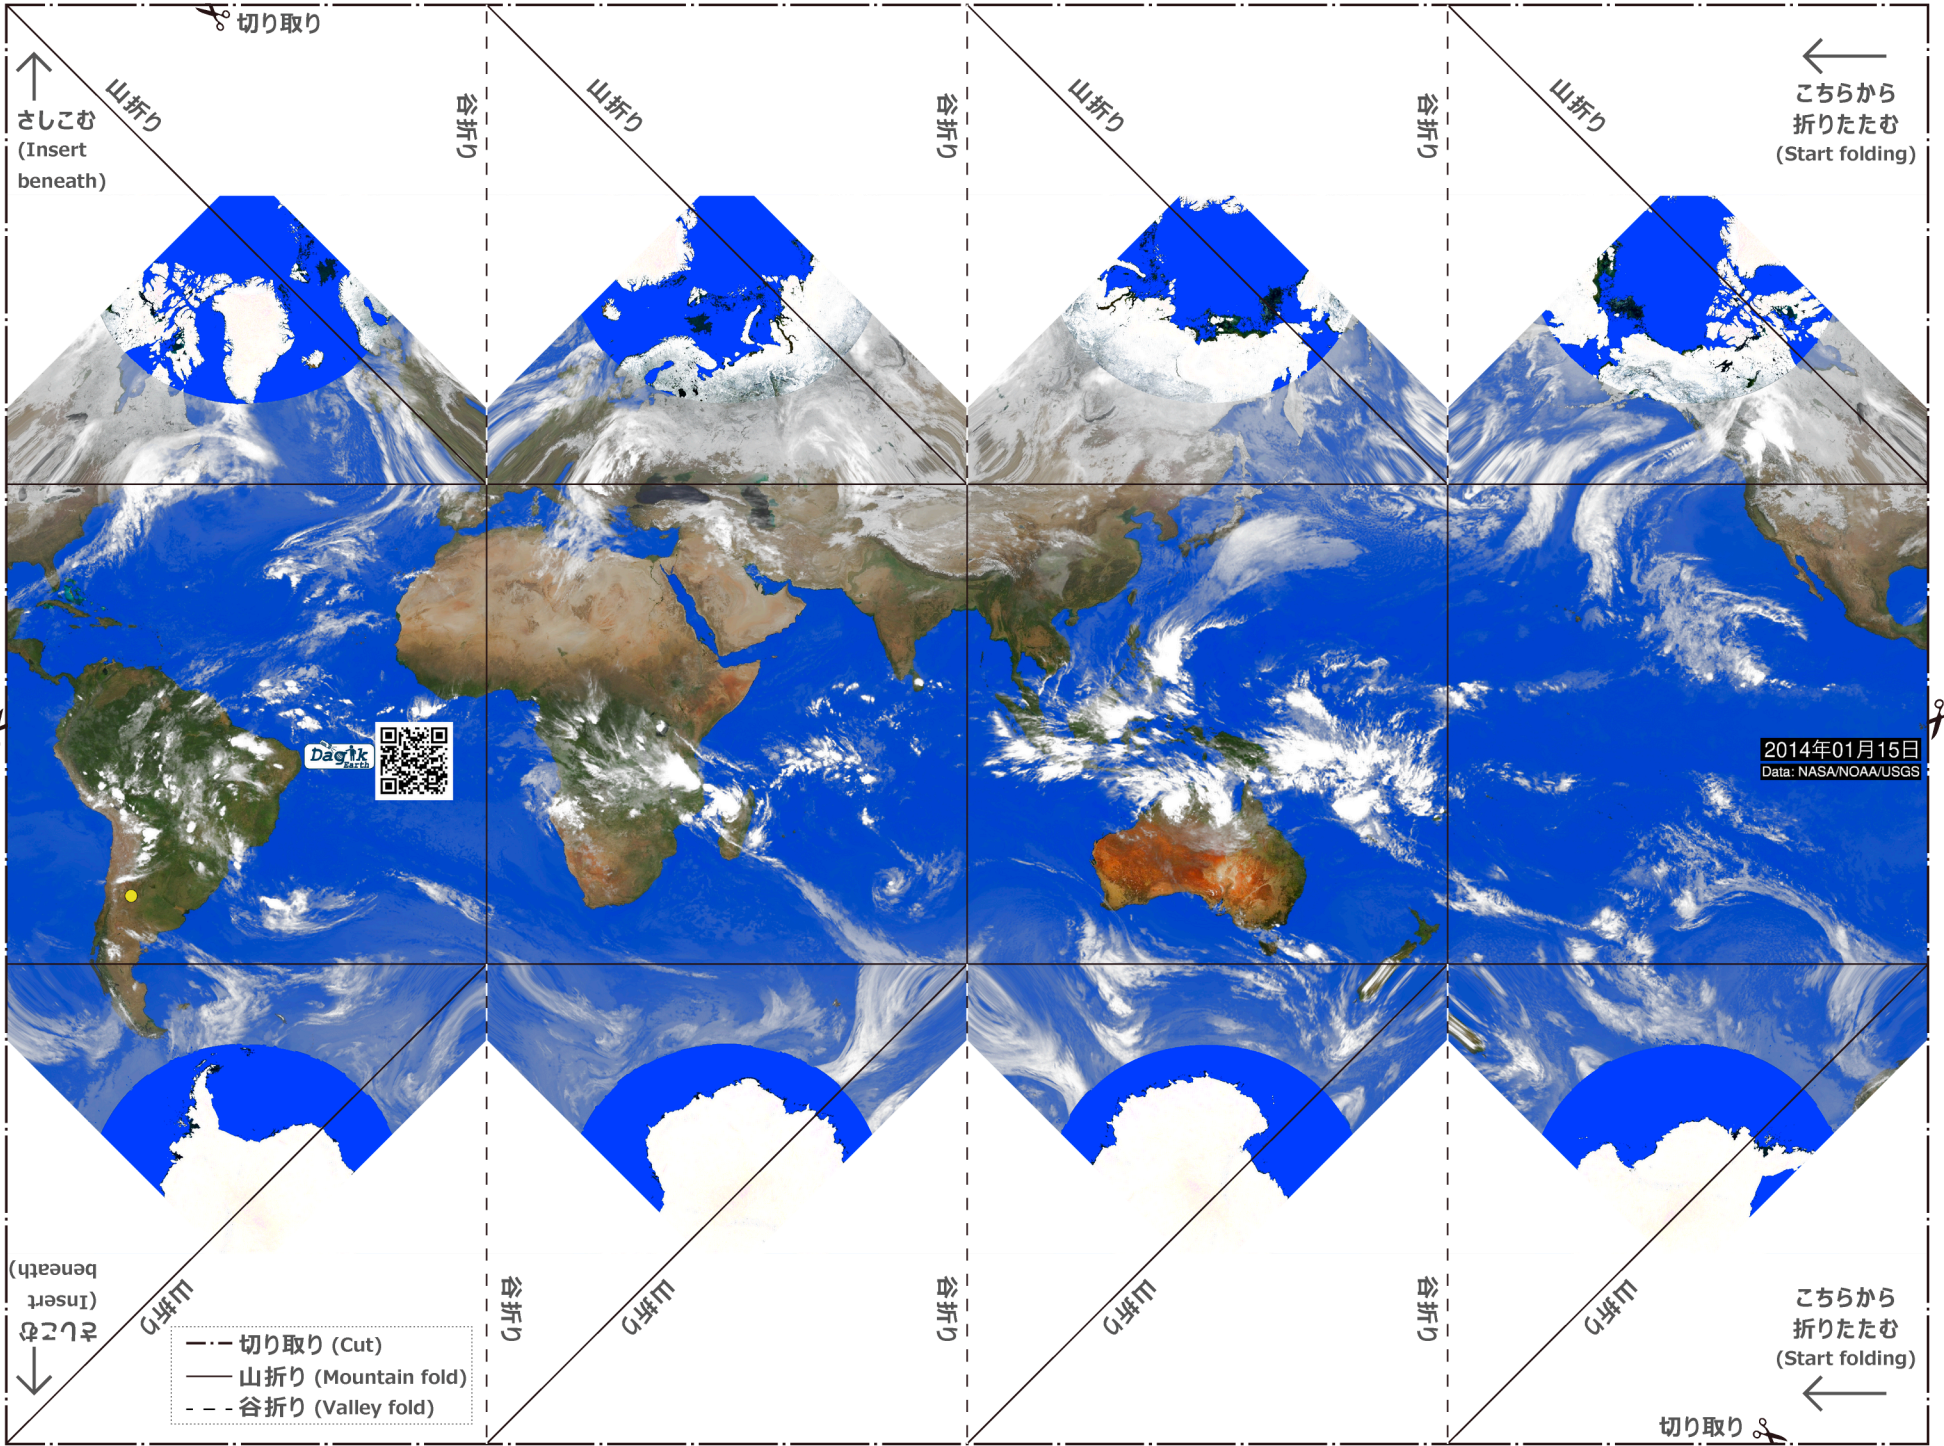 切り取り
山折り
谷折り
山折り
谷折り
山折り
谷折り
山折り
さしこむ
(Insert
beneath)
こちらから
折りたたむ
(Start folding)
Dagik
Earth
2014年01月15日
Data: NASA/NOAA/USGS
さしこむ
(Insert
beneath)
山折り
谷折り
山折り
谷折り
山折り
谷折り
山折り
こちらから
折りたたむ
(Start folding)
切り取り (Cut)
山折り (Mountain fold)
谷折り (Valley fold)
切り取り